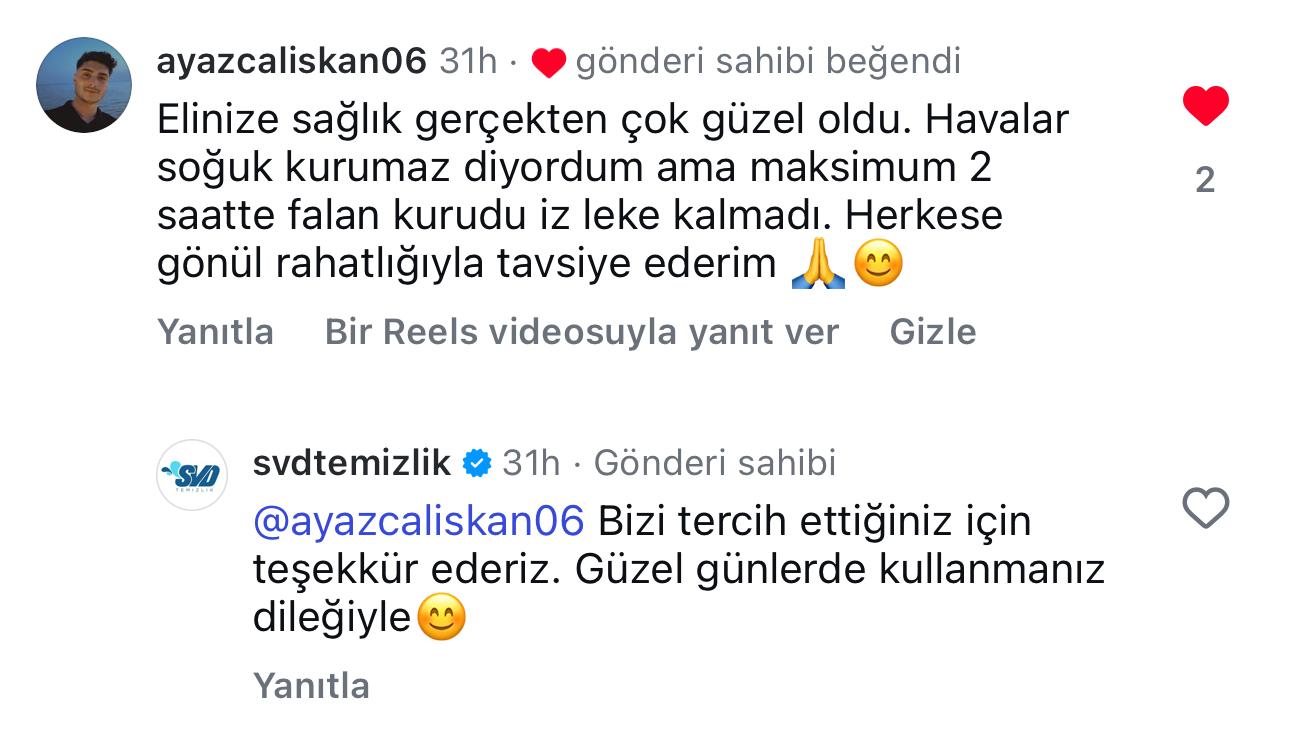 ayazcaliskan06 31h · ❤️ gönderi sahibi beğendi
Elinize sağlık gerçekten çok güzel oldu. Havalar
soğuk kurumaz diyordum ama maksimum 2
saatte falan kurudu iz leke kalmadı. Herkese
gönül rahatlığıyla tavsiye ederim 🙏😊
2
Yanıtla Bir Reels videosuyla yanıt ver Gizle
SVD
TEMİZLİK
svdtemizlik 31h · Gönderi sahibi
@ayazcaliskan06 Bizi tercih ettiğiniz için
teşekkür ederiz. Güzel günlerde kullanmanız
dileğiyle😊
Yanıtla